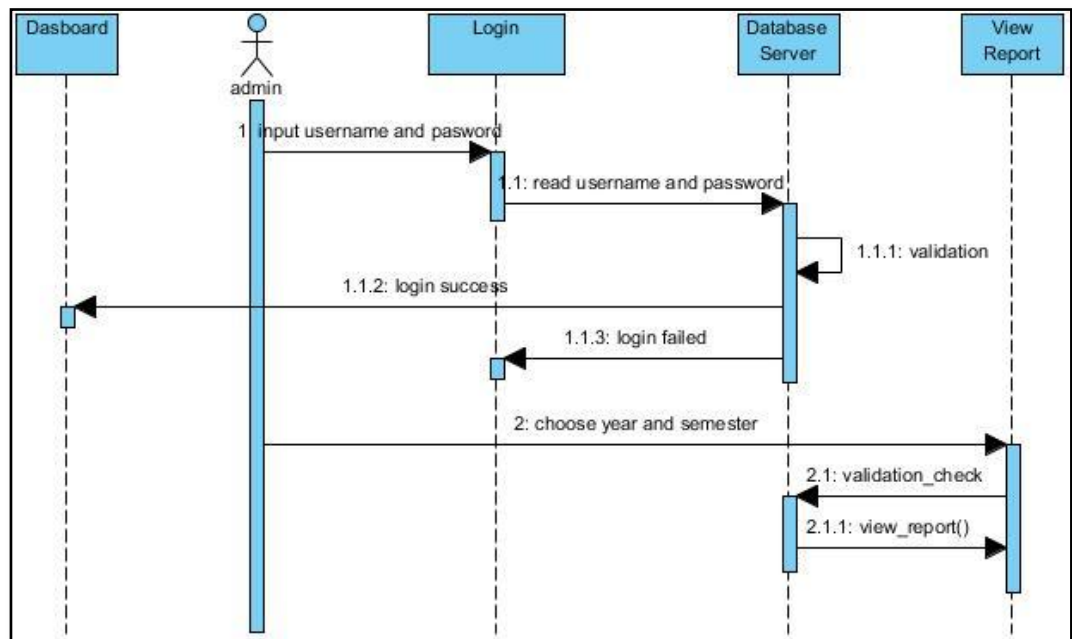 Dasboard
admin
Login
Database
Server
View
Report
1: input username and pasword
1.1: read username and password
1.1.1: validation
1.1.2: login success
1.1.3: login failed
2: choose year and semester
2.1: validation_check
2.1.1: view_report()